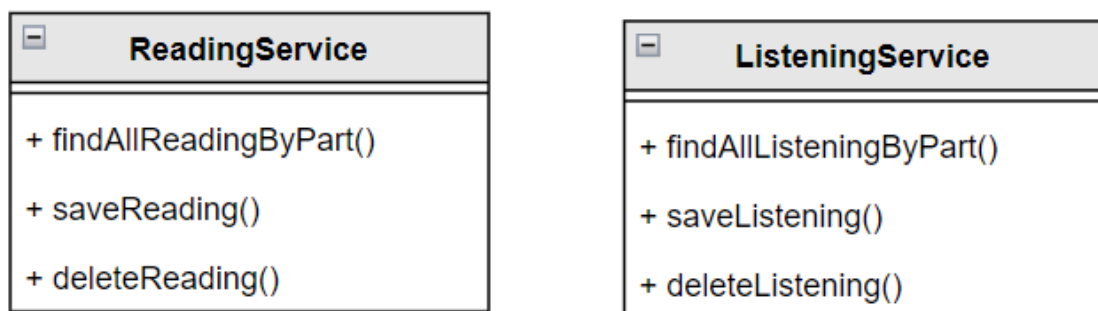 ReadingService
+ findAllReadingByPart()
+ saveReading()
+ deleteReading()
ListeningService
+ findAllListeningByPart()
+ saveListening()
+ deleteListening()